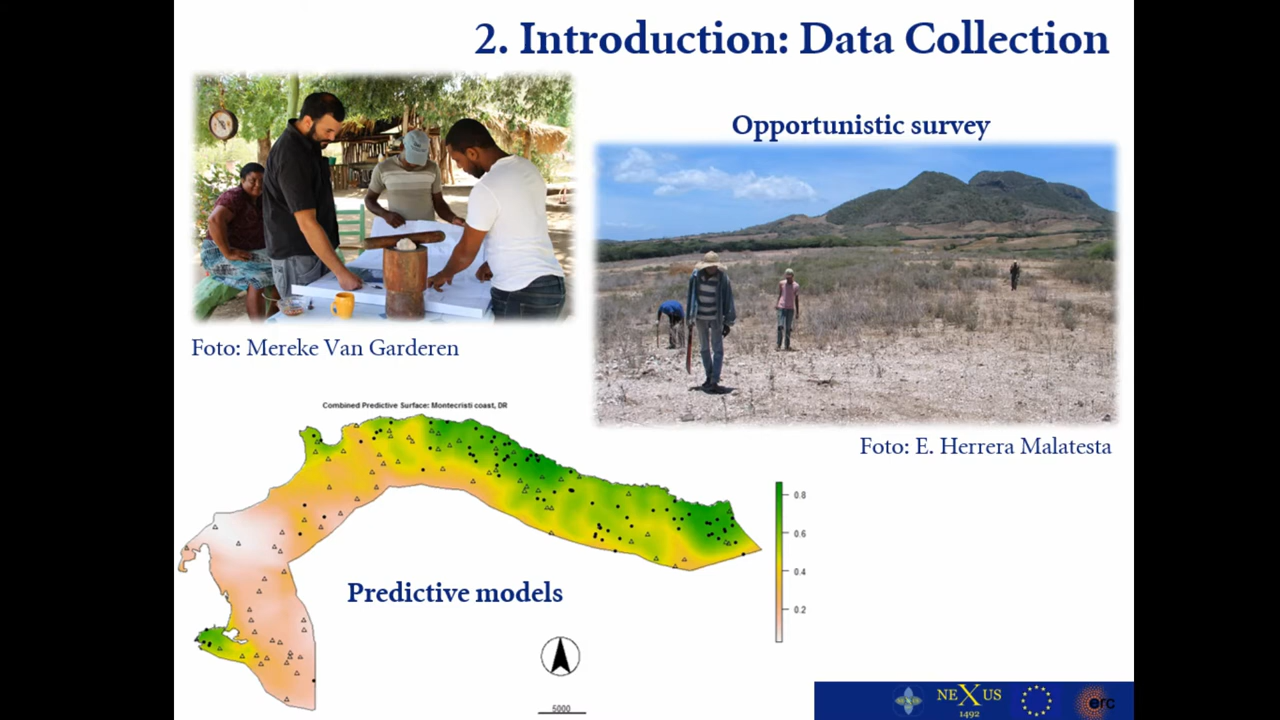 2. Introduction: Data Collection
Opportunistic survey
Foto: Mereke Van Garderen
Foto: E. Herrera Malatesta
Combined Predictive Surface: Montecristi coast, DR
0.8
0.6
0.4
0.2
Predictive models
5000
NEXUS
1492
erc